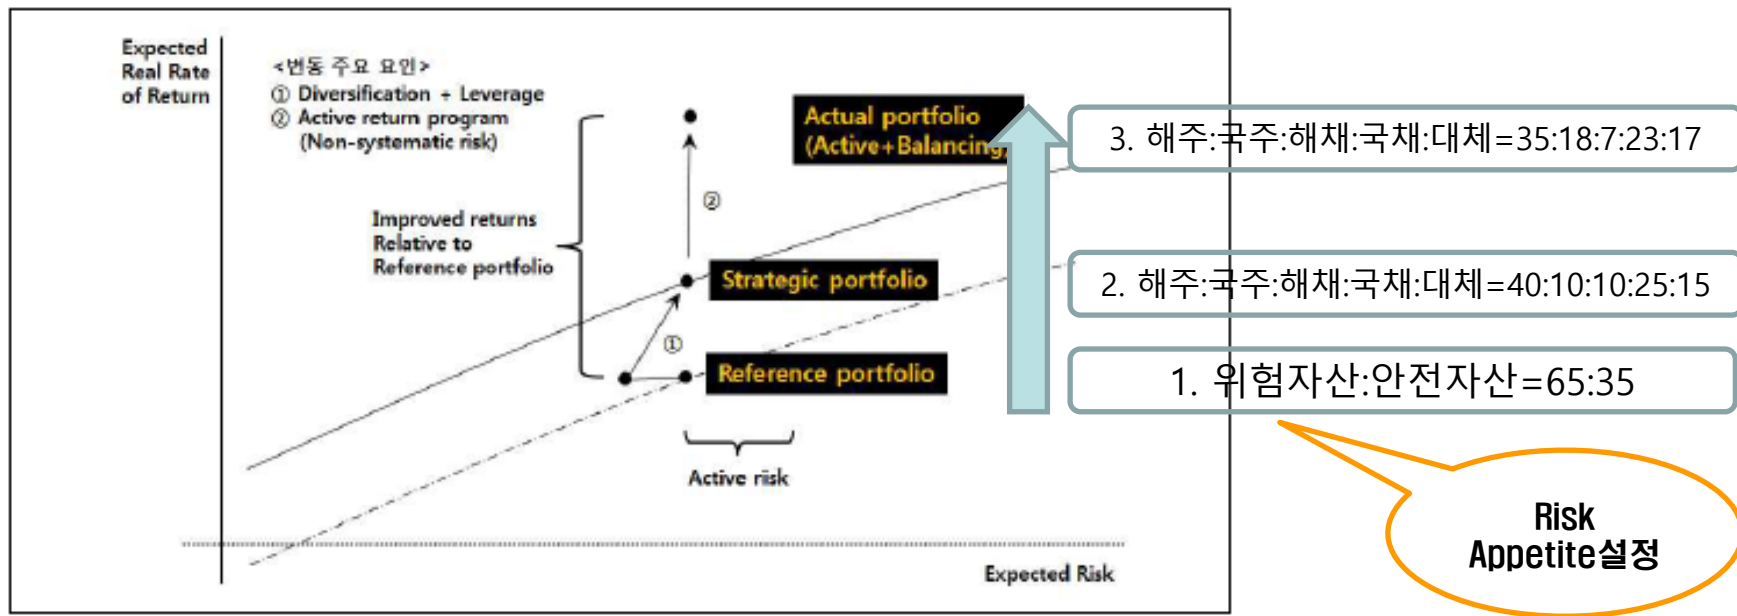 Expected
Real Rate
of Return
<변동 주요 요인>
① Diversification + Leverage
② Active return program
(Non-systematic risk)
Actual portfolio
(Active+Balancing)
3. 해주:국주:해채:국채:대체=35:18:7:23:17
②
Improved returns
Relative to
Reference portfolio
Strategic portfolio
2. 해주:국주:해채:국채:대체=40:10:10:25:15
①
Reference portfolio
1. 위험자산:안전자산=65:35
Active risk
Risk
Appetite설정
Expected Risk